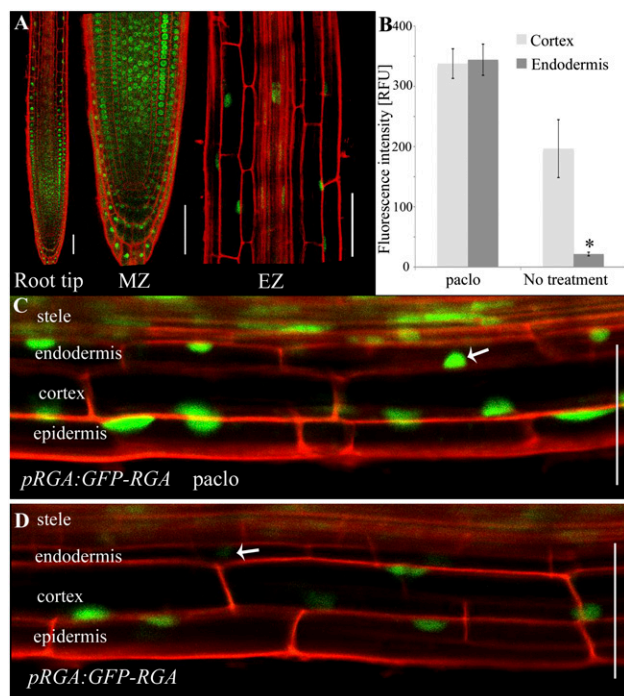 A
Root tip
MZ
EZ
B
Fluorescence intensity [RFU]
400
300
200
100
0
Cortex
Endodermis
*
paclo
No treatment
C
stele
endodermis
cortex
epidermis
pRGA:GFP-RGA paclo
D
stele
endodermis
cortex
epidermis
pRGA:GFP-RGA